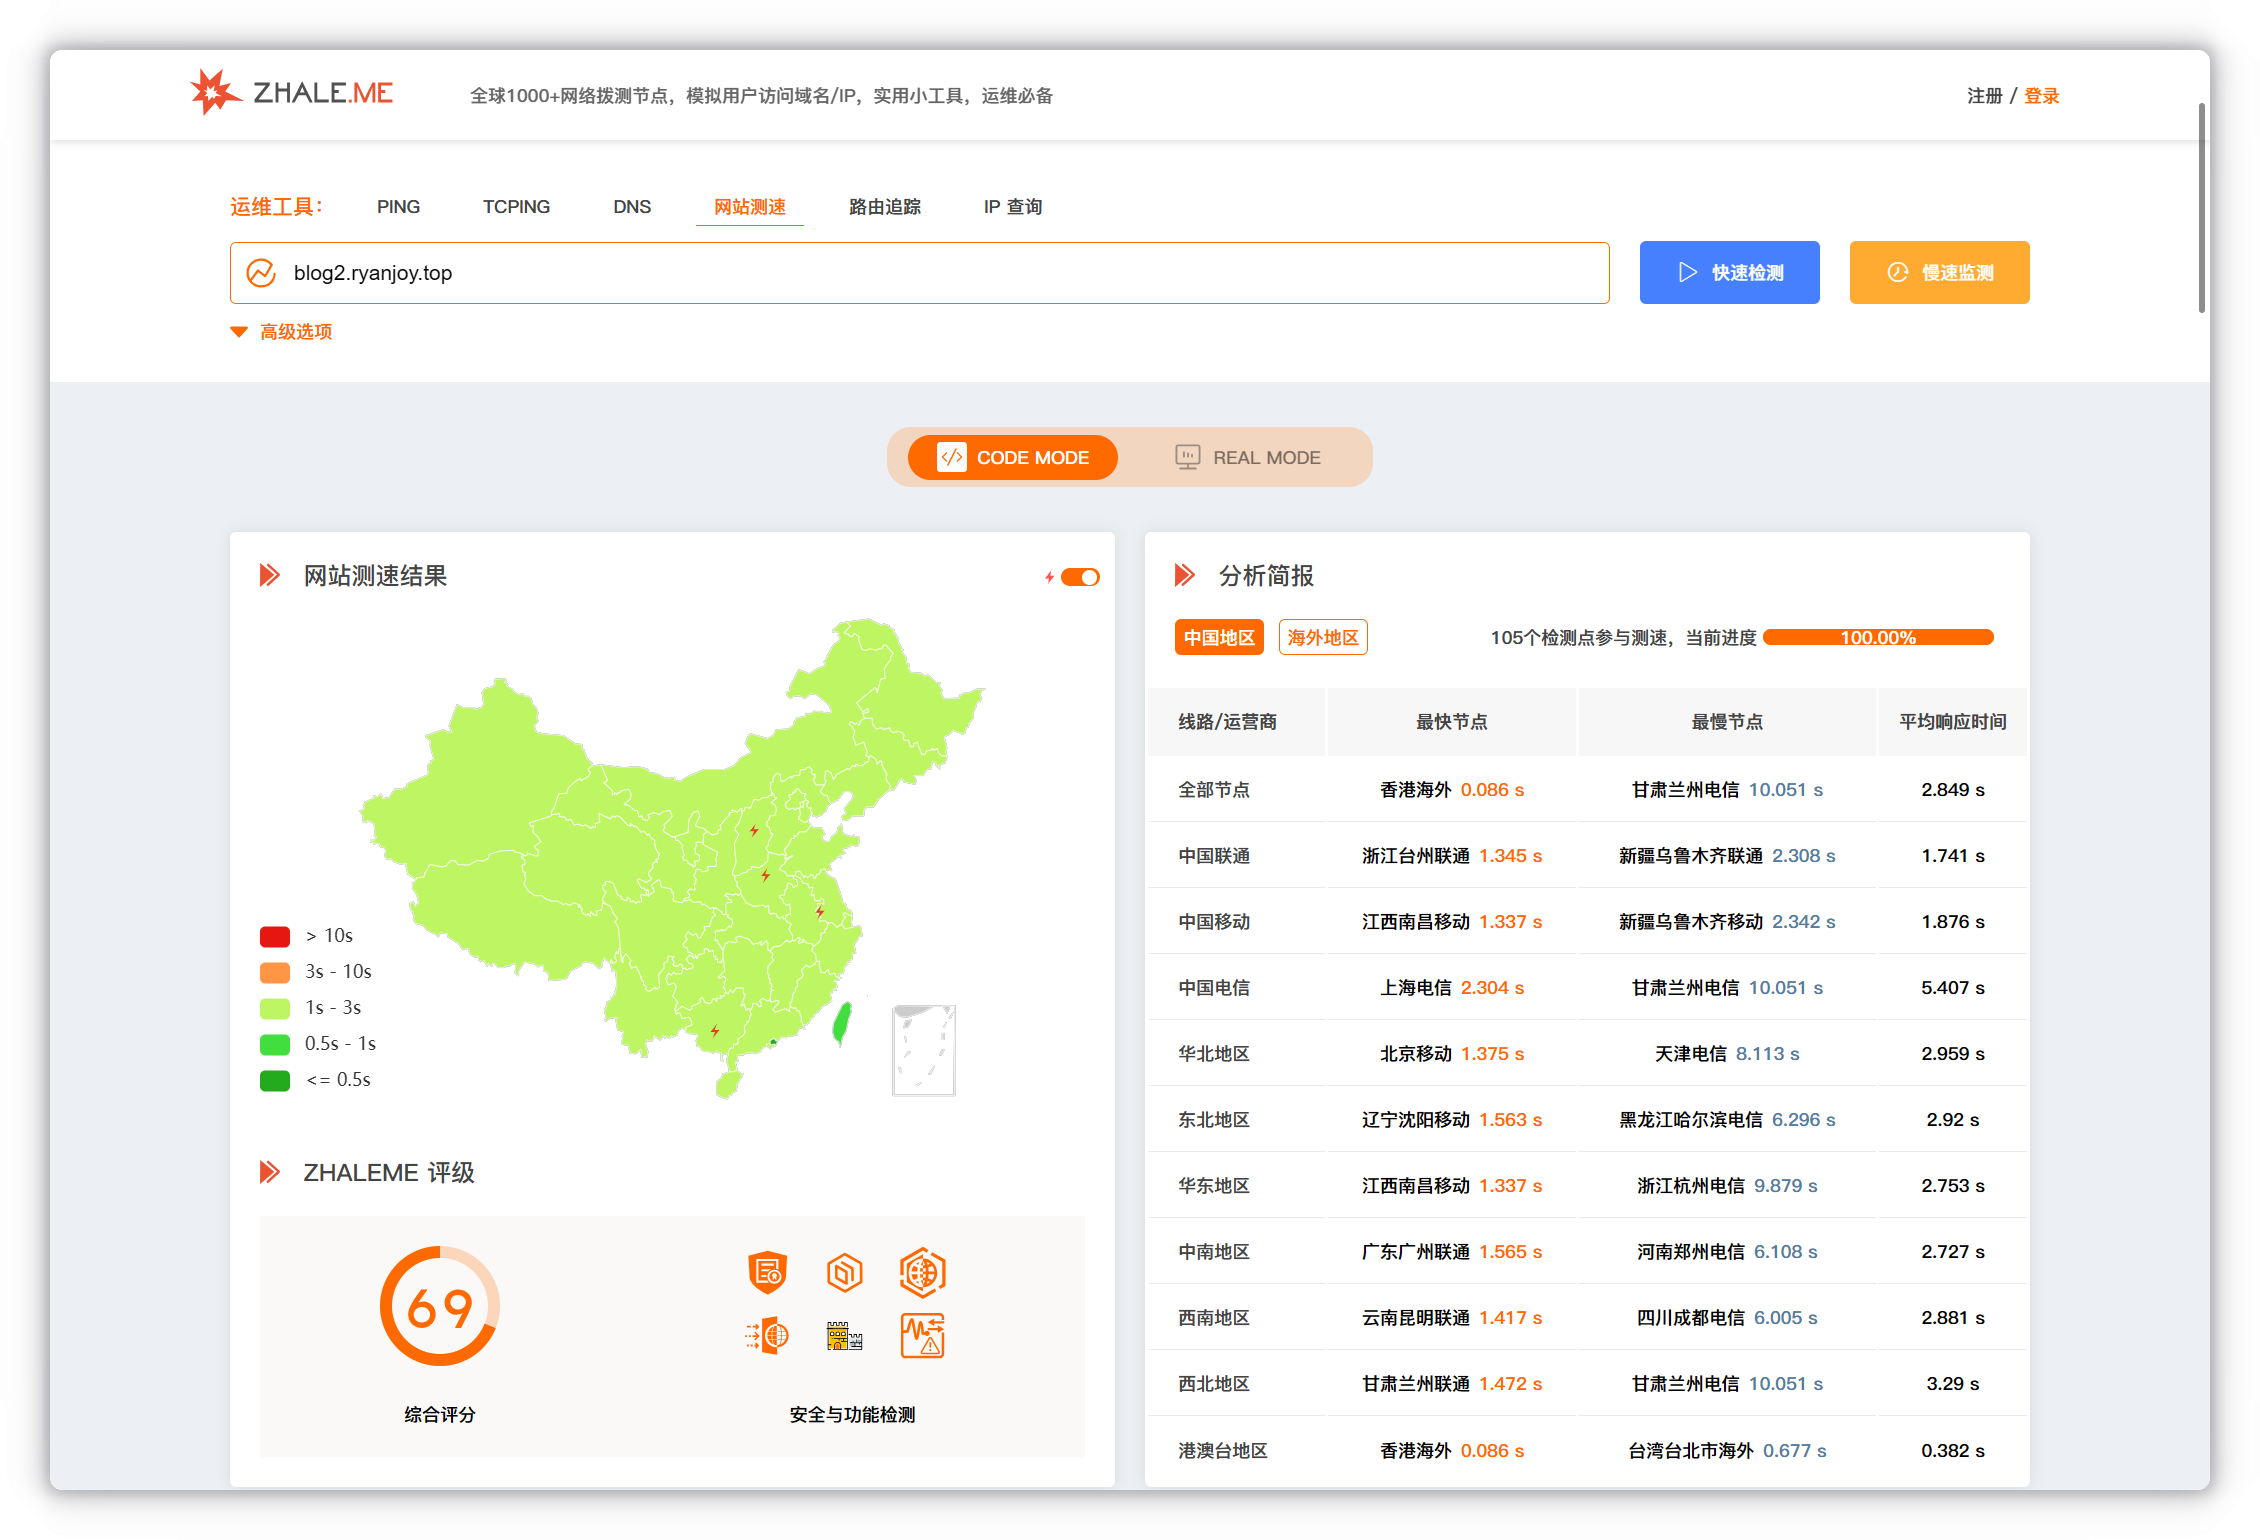 ZHALE.ME
全球1000+网络拨测节点，模拟用户访问域名/IP，实用小工具，运维必备
注册 / 登录
运维工具： PING TCPING DNS 网站测速 路由追踪 IP 查询
blog2.ryanjoy.top
快速检测
慢速监测
高级选项
CODE MODE
REAL MODE
网站测速结果
> 10s
3s - 10s
1s - 3s
0.5s - 1s
<= 0.5s
ZHALEME 评级
69
综合评分
安全与功能检测
分析简报
中国地区 海外地区 105个检测点参与测速，当前进度 100.00%
线路/运营商 最快节点 最慢节点 平均响应时间
全部节点 香港海外 0.086 s 甘肃兰州电信 10.051 s 2.849 s
中国联通 浙江台州联通 1.345 s 新疆乌鲁木齐联通 2.308 s 1.741 s
中国移动 江西南昌移动 1.337 s 新疆乌鲁木齐移动 2.342 s 1.876 s
中国电信 上海电信 2.304 s 甘肃兰州电信 10.051 s 5.407 s
华北地区 北京移动 1.375 s 天津电信 8.113 s 2.959 s
东北地区 辽宁沈阳移动 1.563 s 黑龙江哈尔滨电信 6.296 s 2.92 s
华东地区 江西南昌移动 1.337 s 浙江杭州电信 9.879 s 2.753 s
中南地区 广东广州联通 1.565 s 河南郑州电信 6.108 s 2.727 s
西南地区 云南昆明联通 1.417 s 四川成都电信 6.005 s 2.881 s
西北地区 甘肃兰州联通 1.472 s 甘肃兰州电信 10.051 s 3.29 s
港澳台地区 香港海外 0.086 s 台湾台北市海外 0.677 s 0.382 s